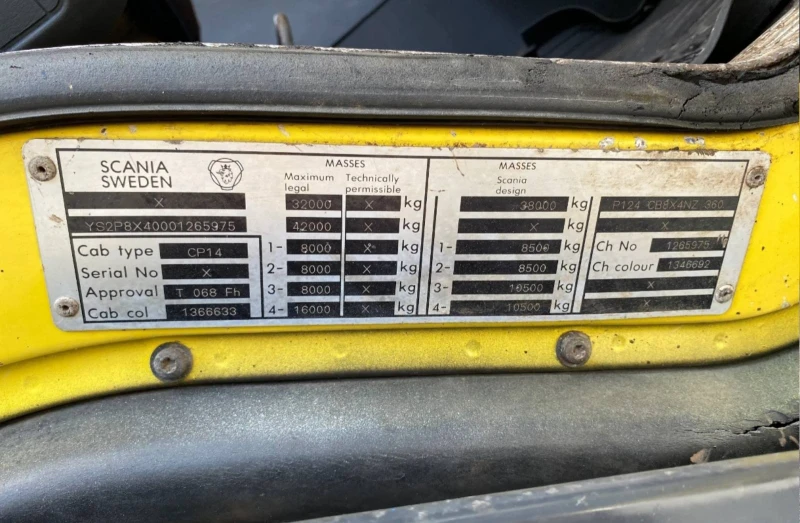 SCANIA SWEDEN
MASSES
Maximum legal
Technically permissible
MASSES
Scania design
X
32000 X kg
38000 kg
P124 CB8X4NZ 360
YS2P8X40001265975
42000 X kg
X kg
X
Cab type CP14
1- 8000 X kg
1- 8500 kg
Ch No 1265975
Serial No X
2- 8000 X kg
2- 8500 kg
Ch colour 1346692
Approval T 068 Fh
3- 8000 X kg
3- 10500 kg
X
Cab col 1366633
4- 16000 X kg
4- 10500 kg
X